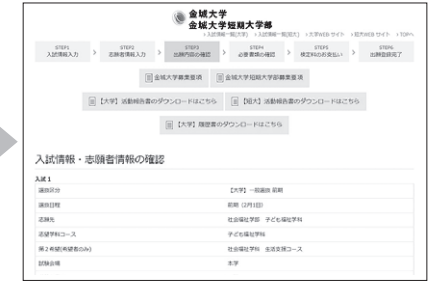 金城大学
金城大学短期大学部
> 入試情報一覧[大学] > 入試情報一覧[短大] > 大学WEB サイト > 短大WEB サイト > TOPへ
STEP1 STEP2 STEP3 STEP4 STEP5 STEP6
入試情報入力 > 志願者情報入力 > 出願内容の確認 > 必要書類の確認 > 検定料のお支払い > 出願登録完了
金城大学募集要項 金城大学短期大学部募集要項
【大学】活動報告書のダウンロードはこちら 【短大】活動報告書のダウンロードはこちら
【大学】履歴書のダウンロードはこちら
入試情報・志願者情報の確認
入試 1
選抜区分 【大学】一般選抜 前期
選抜日程 前期（2月1日）
志願先 社会福祉学部 子ども福祉学科
志望学科コース 子ども福祉学科
第２希望(希望者のみ) 社会福祉学科 生活支援コース
試験会場 本学